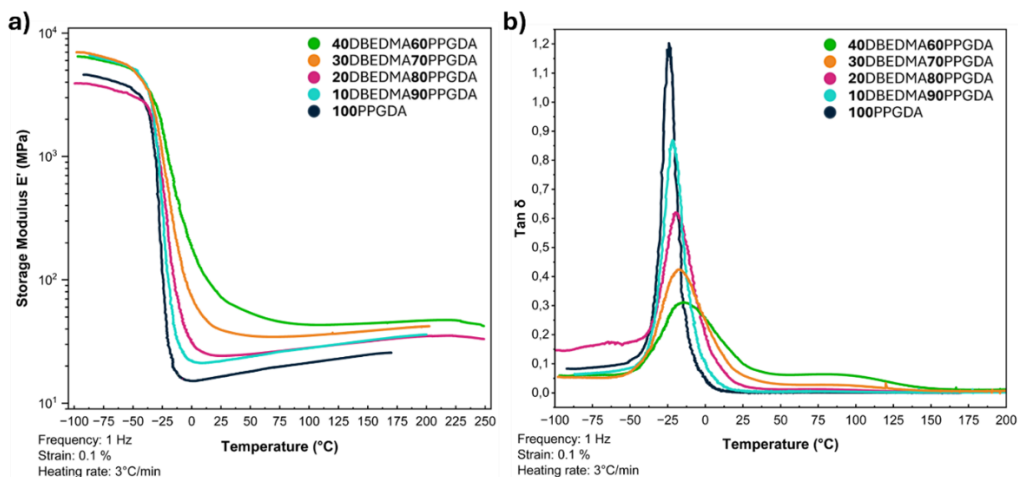 a)
10⁴
10³
10²
10¹
Storage Modulus E' (MPa)
40DBEDMA60PPGDA
30DBEDMA70PPGDA
20DBEDMA80PPGDA
10DBEDMA90PPGDA
100PPGDA
−100 −75 −50 −25 0 25 50 75 100 125 150 175 200 225 250
Temperature (°C)
Frequency: 1 Hz
Strain: 0.1 %
Heating rate: 3°C/min
b)
1,2
1,1
1,0
0,9
0,8
0,7
0,6
0,5
0,4
0,3
0,2
0,1
0,0
Tan δ
40DBEDMA60PPGDA
30DBEDMA70PPGDA
20DBEDMA80PPGDA
10DBEDMA90PPGDA
100PPGDA
-100 -75 -50 -25 0 25 50 75 100 125 150 175 200
Temperature (°C)
Frequency: 1 Hz
Strain: 0.1 %
Heating rate: 3°C/min